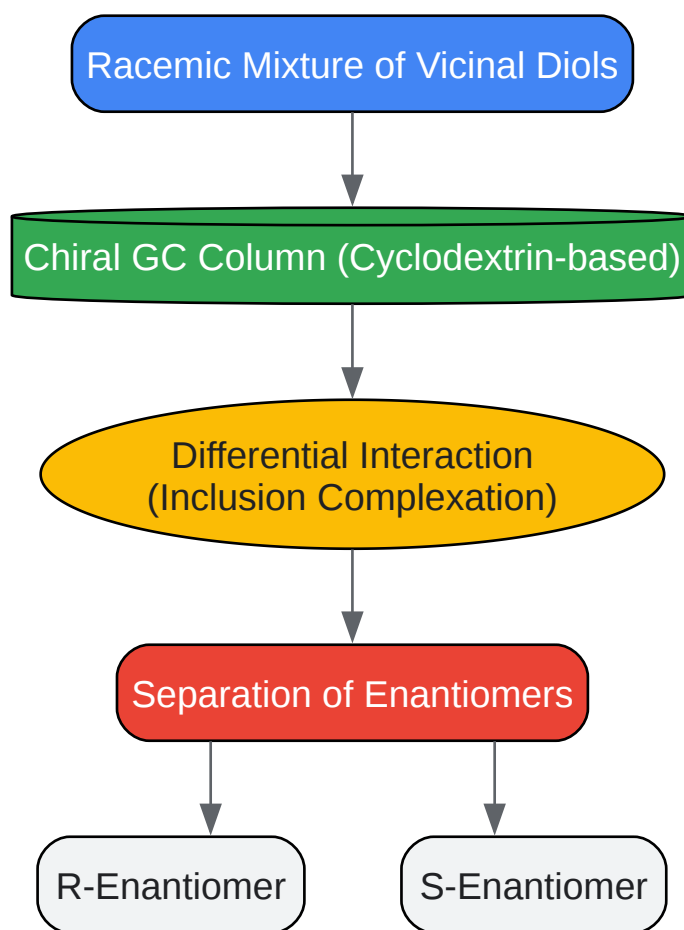 Racemic Mixture of Vicinal Diols
Chiral GC Column (Cyclodextrin-based)
Differential Interaction
(Inclusion Complexation)
Separation of Enantiomers
R-Enantiomer
S-Enantiomer